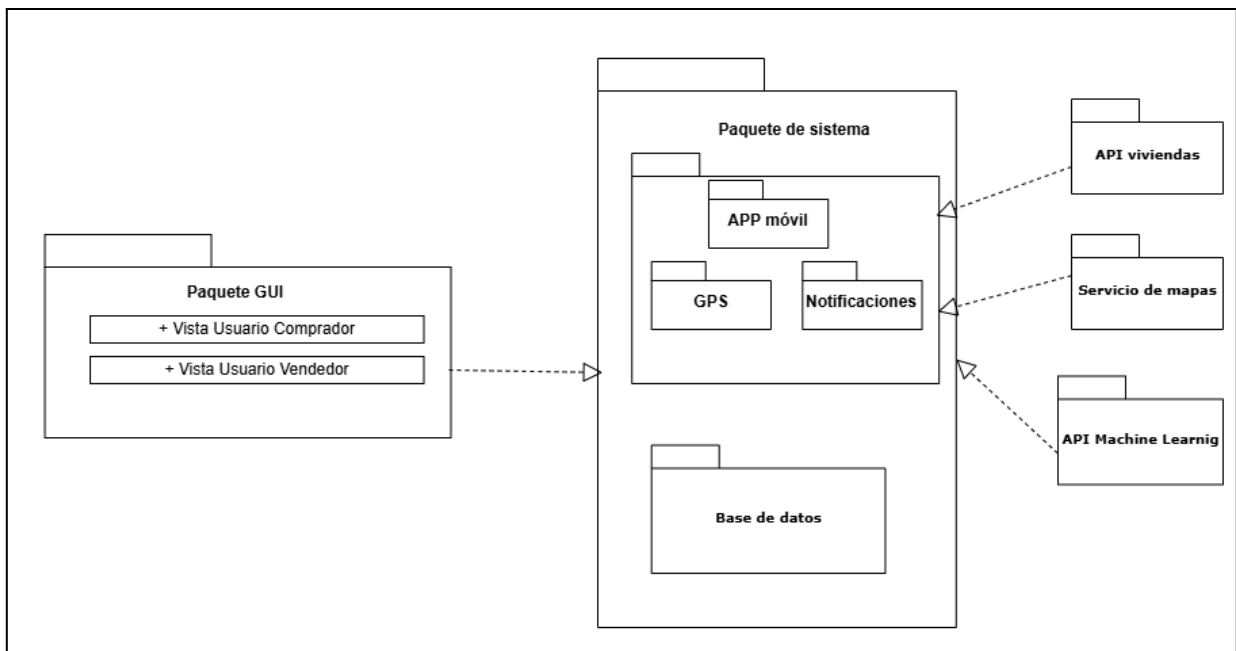 Paquete GUI
+ Vista Usuario Comprador
+ Vista Usuario Vendedor
Paquete de sistema
APP móvil
GPS
Notificaciones
Base de datos
API viviendas
Servicio de mapas
API Machine Learnig